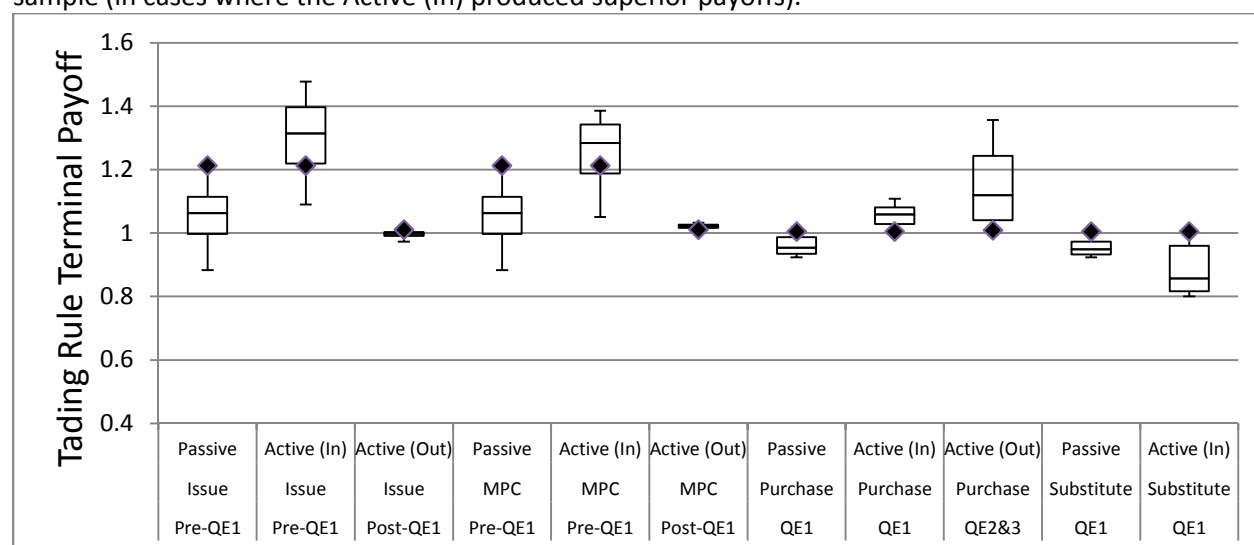 sample (in cases where the Active (In) produced superior payoffs).
Tading Rule Terminal Payoff
1.6
1.4
1.2
1
0.8
0.6
0.4
Passive Active (In) Active (Out) Passive Active (In) Active (Out) Passive Active (In) Active (Out) Passive Active (In)
Issue Issue Issue MPC MPC MPC Purchase Purchase Purchase Substitute Substitute
Pre-QE1 Pre-QE1 Post-QE1 Pre-QE1 Pre-QE1 Post-QE1 QE1 QE1 QE2&3 QE1 QE1